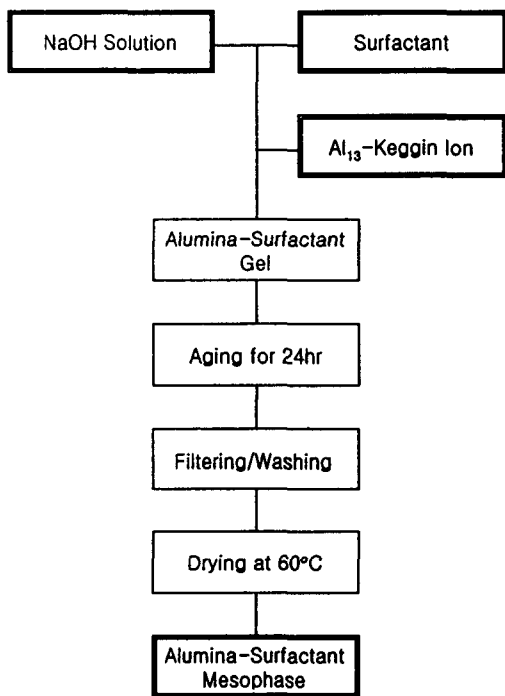 NaOH Solution
Surfactant
Al₁₃-Keggin Ion
Alumina-Surfactant
Gel
Aging for 24hr
Filtering/Washing
Drying at 60°C
Alumina-Surfactant
Mesophase